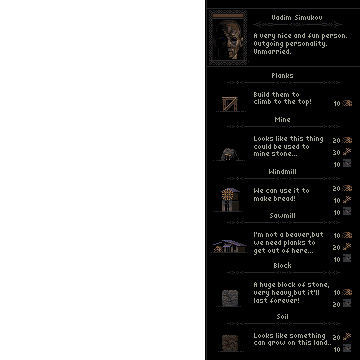 Vadim Simukov
A very nice and fun person.
Outgoing personality.
Unmarried.
Planks
Build them to
climb to the top!
Mine
Looks like this thing
could be used to
mine stone...
20
30
10
Windmill
We can use it to
make bread!
10
10
Sawmill
I'm not a beaver,but
we need planks to
get out of here...
10
20
10
Block
A huge block of stone,
very heavy,but it'll
last forever!
10
20
Soil
Looks like something
can grow on this land..
20
10